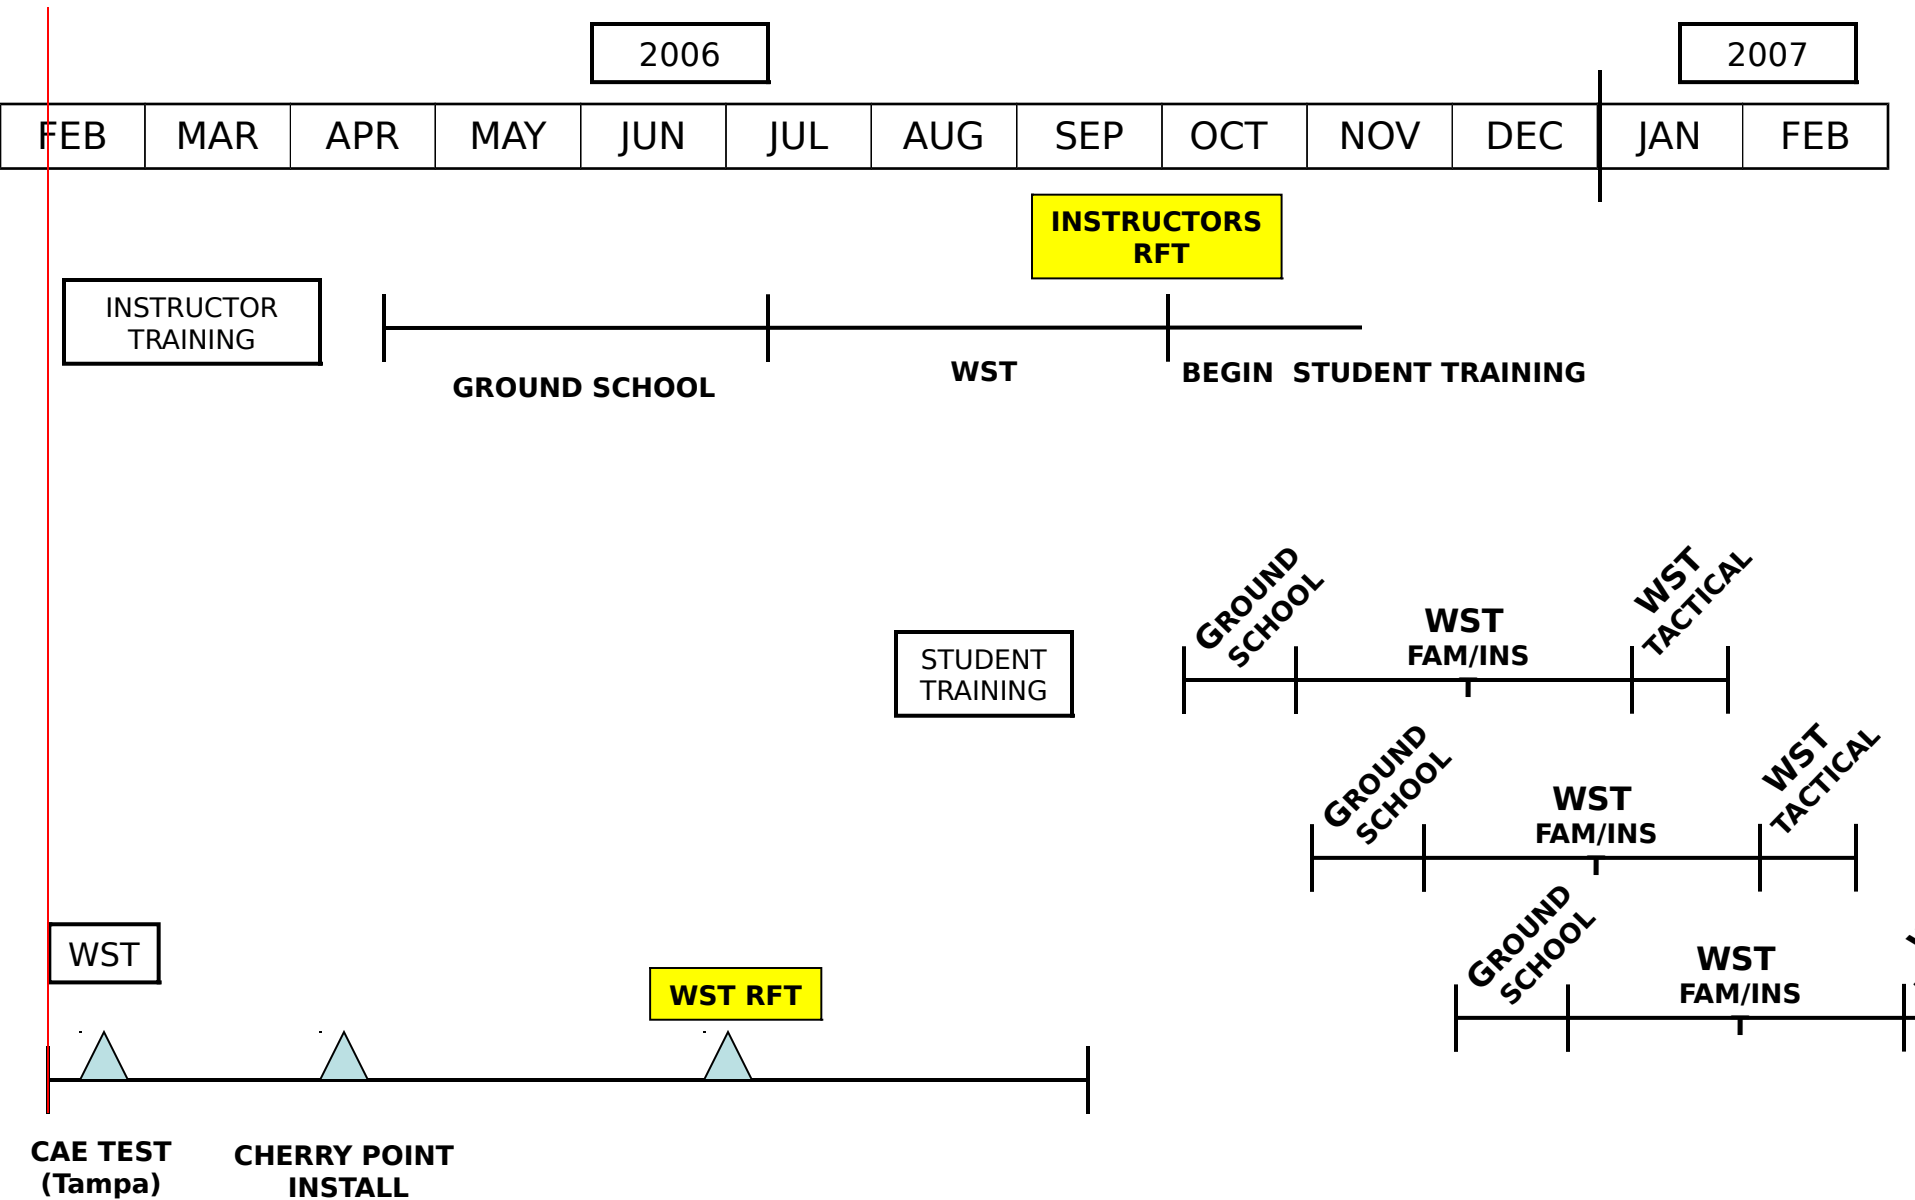 2006
2007
FEB MAR APR MAY JUN JUL AUG SEP OCT NOV DEC JAN FEB
INSTRUCTORS
RFT
INSTRUCTOR
TRAINING
GROUND SCHOOL
WST
BEGIN STUDENT TRAINING
STUDENT
TRAINING
GROUND
SCHOOL
WST
FAM/INS
WST
TACTICAL
GROUND
SCHOOL
WST
FAM/INS
WST
TACTICAL
GROUND
SCHOOL
WST
FAM/INS
WST
WST RFT
CAE TEST
(Tampa)
CHERRY POINT
INSTALL